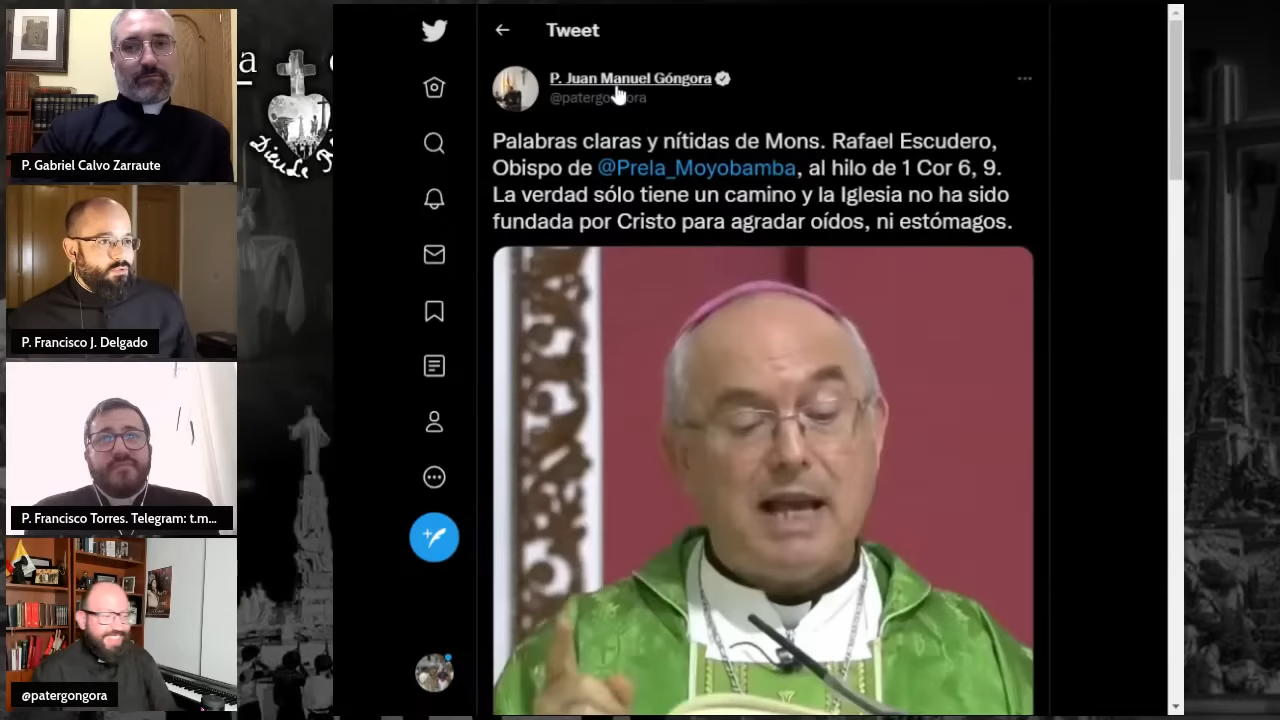 P. Gabriel Calvo Zarraute
P. Francisco J. Delgado
P. Francisco Torres. Telegram: t.m...
@patergongora
a
Dieu Le
Tweet
P. Juan Manuel Góngora
Palabras claras y nítidas de Mons. Rafael Escudero,
Obispo de @Prela_Moyobamba, al hilo de 1 Cor 6, 9.
La verdad sólo tiene un camino y la Iglesia no ha sido
fundada por Cristo para agradar oídos, ni estómagos.